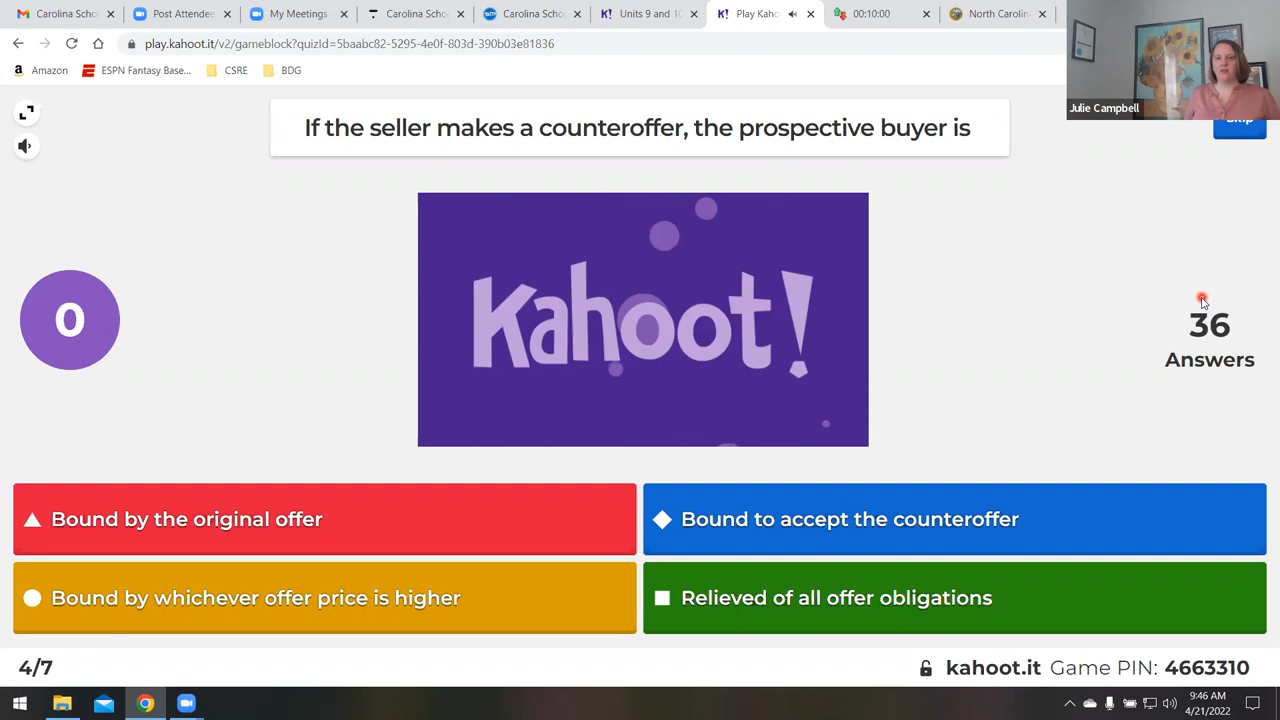 Carolina Scho
Post Attendee
My Meetings
Carolina Scho
Carolina Scho
Units 9 and 10
Play Kaho
00:10:00
North Carolin
play.kahoot.it/v2/gameblock?quizId=5baabc82-5295-4e0f-803d-390b03e81836
Amazon
ESPN Fantasy Base...
CSRE
BDG
Julie Campbell
Skip
If the seller makes a counteroffer, the prospective buyer is
Kahoot!
0
36
Answers
Bound by the original offer
Bound to accept the counteroffer
Bound by whichever offer price is higher
Relieved of all offer obligations
4/7
kahoot.it Game PIN: 4663310
9:46 AM
4/21/2022